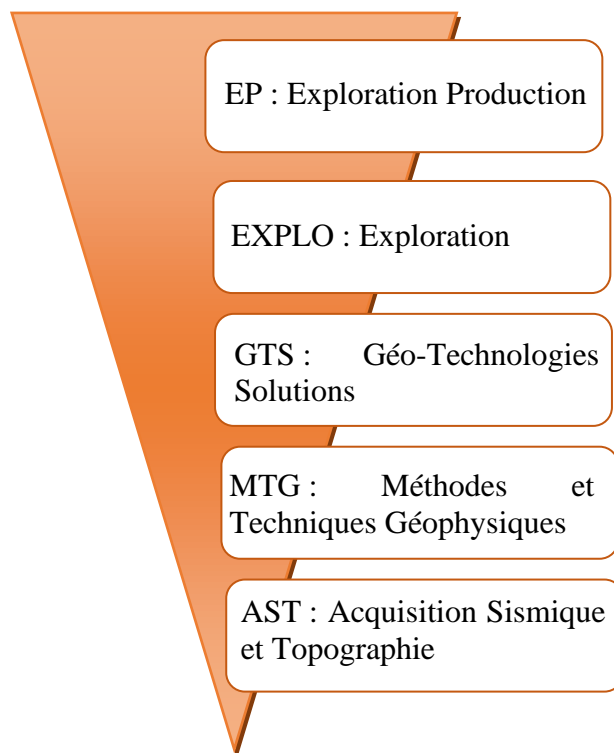 EP : Exploration Production
EXPLO : Exploration
GTS : Géo-Technologies
Solutions
MTG : Méthodes et
Techniques Géophysiques
AST : Acquisition Sismique
et Topographie